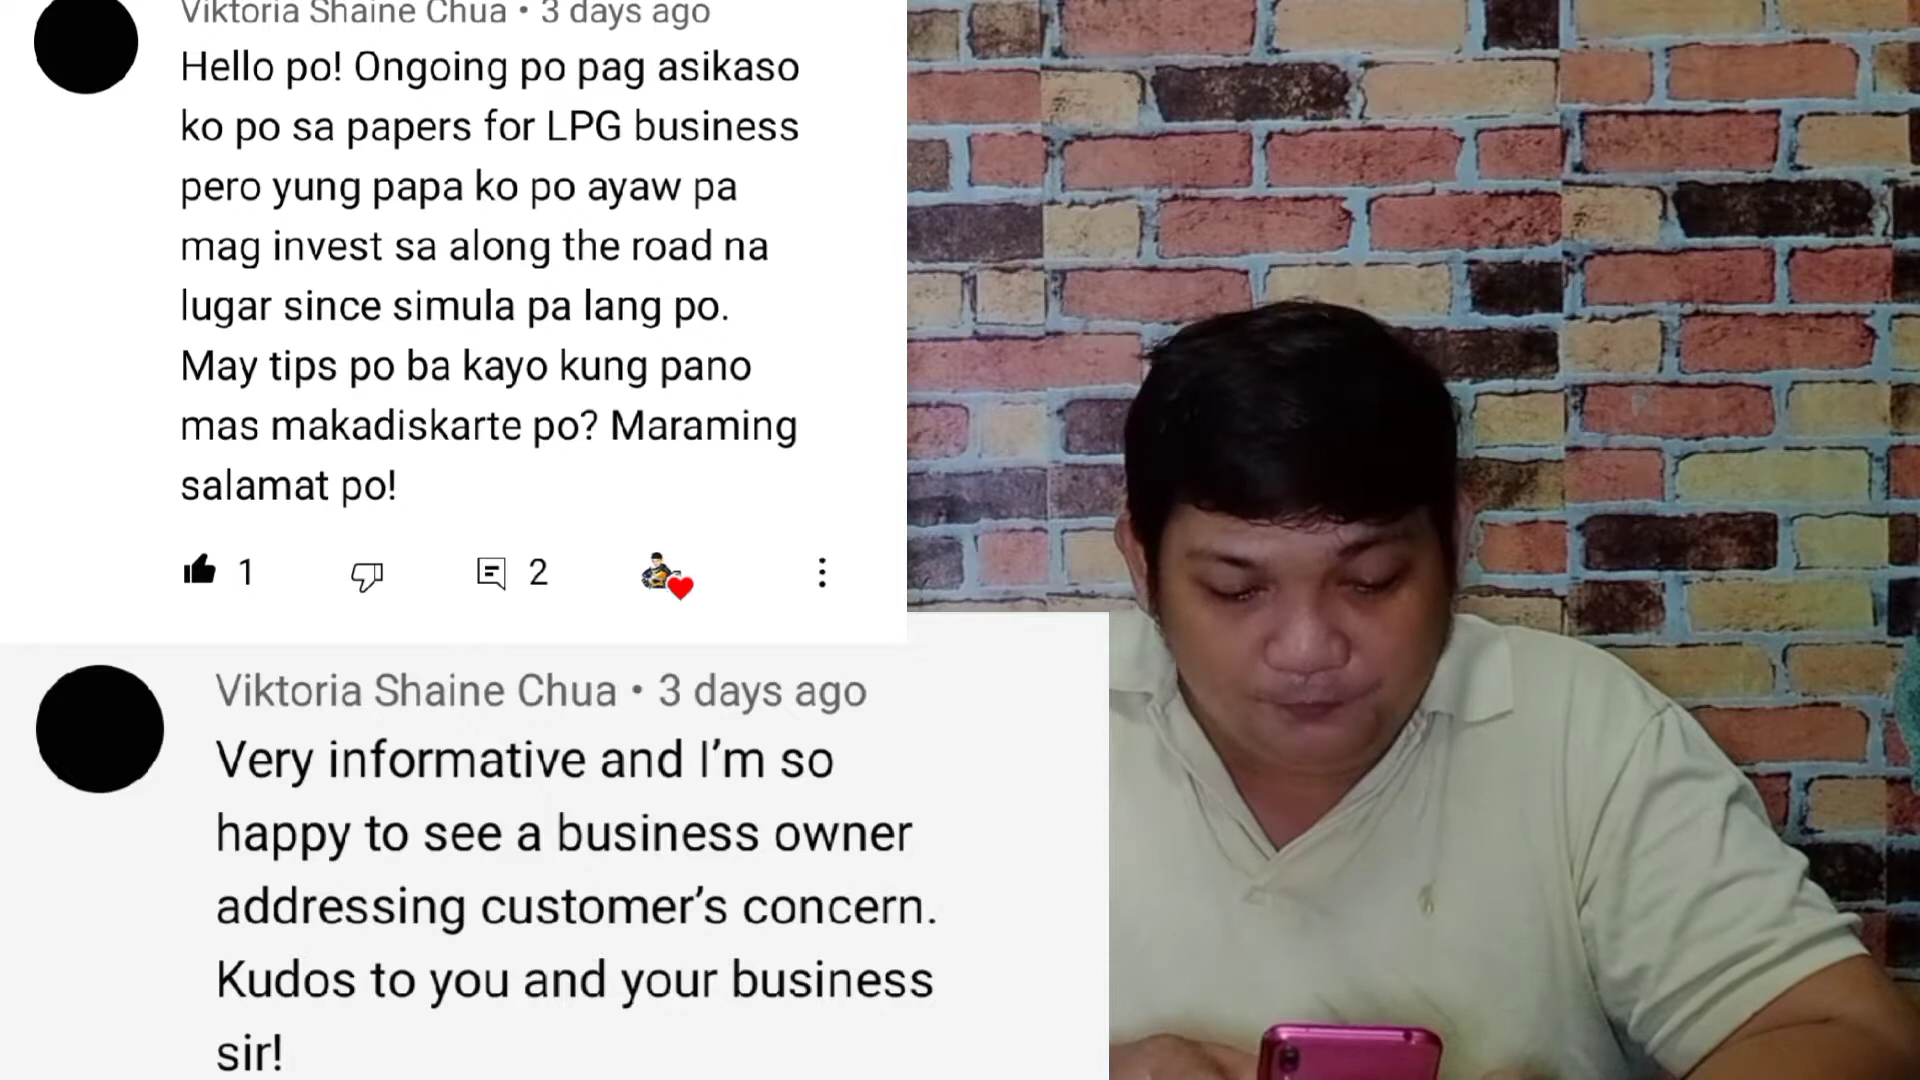 Viktoria Shaine Chua • 3 days ago
Hello po! Ongoing po pag asikaso
ko po sa papers for LPG business
pero yung papa ko po ayaw pa
mag invest sa along the road na
lugar since simula pa lang po.
May tips po ba kayo kung pano
mas makadiskarte po? Maraming
salamat po!
1 2
Viktoria Shaine Chua • 3 days ago
Very informative and I’m so
happy to see a business owner
addressing customer’s concern.
Kudos to you and your business
sir!